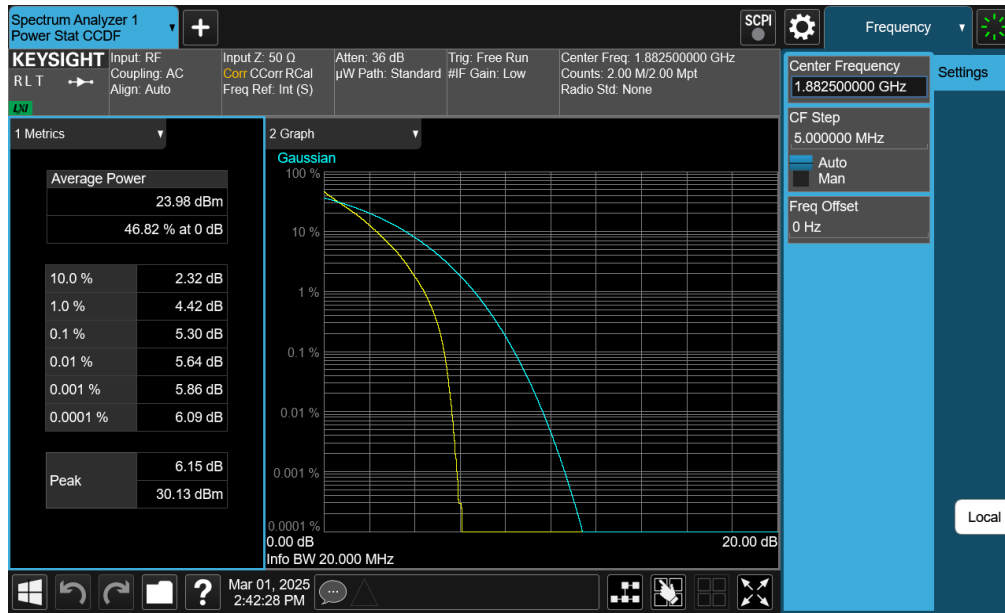 Spectrum Analyzer 1
Power Stat CCDF
SCPI
Frequency
KEYSIGHT
RLT
LXI
Input: RF
Coupling: AC
Align: Auto
Input Z: 50 Ω
Corr CCorr RCal
Freq Ref: Int (S)
Atten: 36 dB
µW Path: Standard
Trig: Free Run
#IF Gain: Low
Center Freq: 1.882500000 GHz
Counts: 2.00 M/2.00 Mpt
Radio Std: None
Center Frequency
1.882500000 GHz
Settings
CF Step
5.000000 MHz
Auto
Man
Freq Offset
0 Hz
Local
1 Metrics
Average Power
23.98 dBm
46.82 % at 0 dB
10.0 % 2.32 dB
1.0 % 4.42 dB
0.1 % 5.30 dB
0.01 % 5.64 dB
0.001 % 5.86 dB
0.0001 % 6.09 dB
Peak
6.15 dB
30.13 dBm
2 Graph
Gaussian
100 %
10 %
1 %
0.1 %
0.01 %
0.001 %
0.0001 %
0.00 dB 20.00 dB
Info BW 20.000 MHz
?
Mar 01, 2025
2:42:28 PM